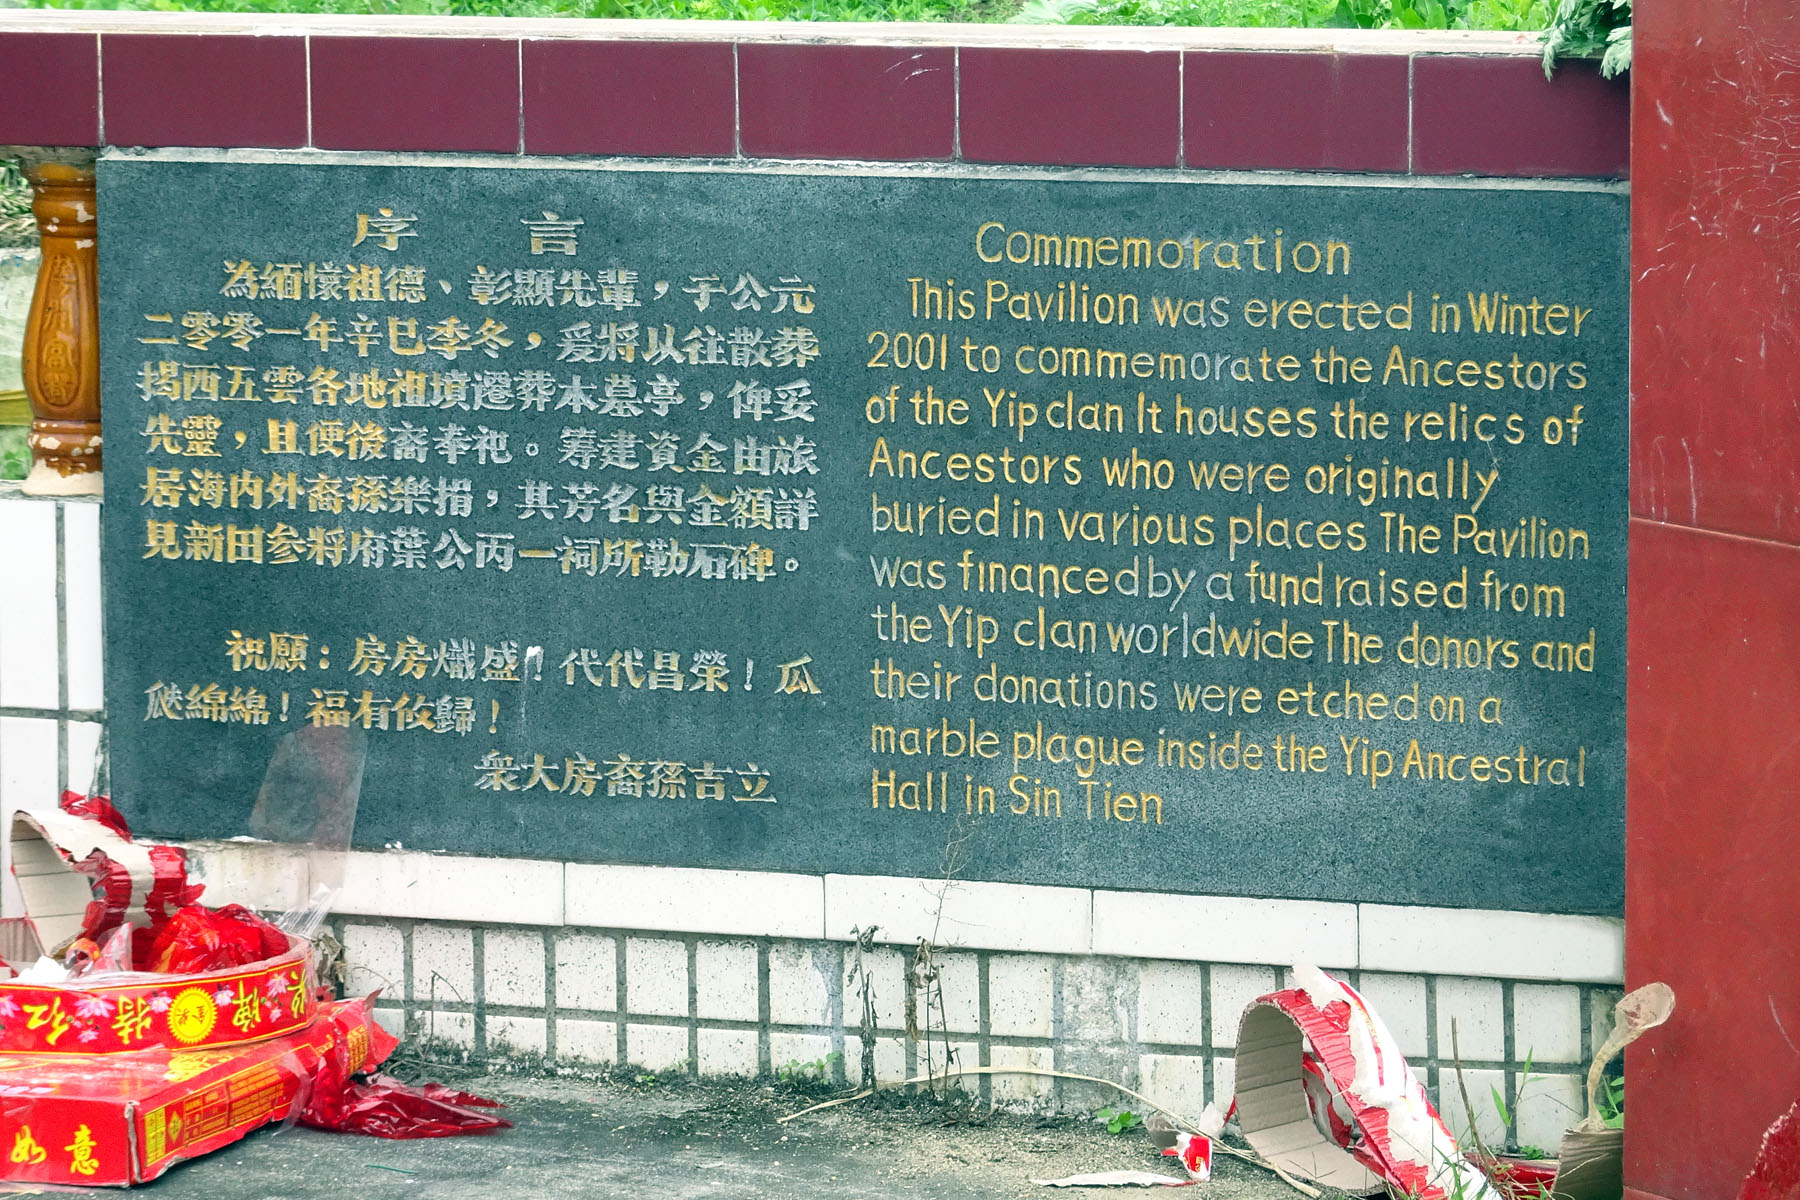 序言
為緬懷祖德、彰顯先輩，于公元
二零零一年辛巳季冬，爰將以往散葬
揭西五雲各地祖墳遷葬本墓亭，俾妥
先靈，且便後裔奉祀。籌建資金由旅
居海內外裔孫樂捐，其芳名與金額詳
見新田参將府葉公丙一祠所勒石碑。
祝願：房房熾盛！代代昌榮！瓜
瓞綿綿！福有攸歸！
衆大房裔孫吉立
Commemoration
This Pavilion was erected in Winter
2001 to commemorate the Ancestors
of the Yip clan It houses the relics of
Ancestors who were originally
buried in various places The Pavilion
was financed by a fund raised from
the Yip clan worldwide The donors and
their donations were etched on a
marble plague inside the Yip Ancestral
Hall in Sin Tien
如意